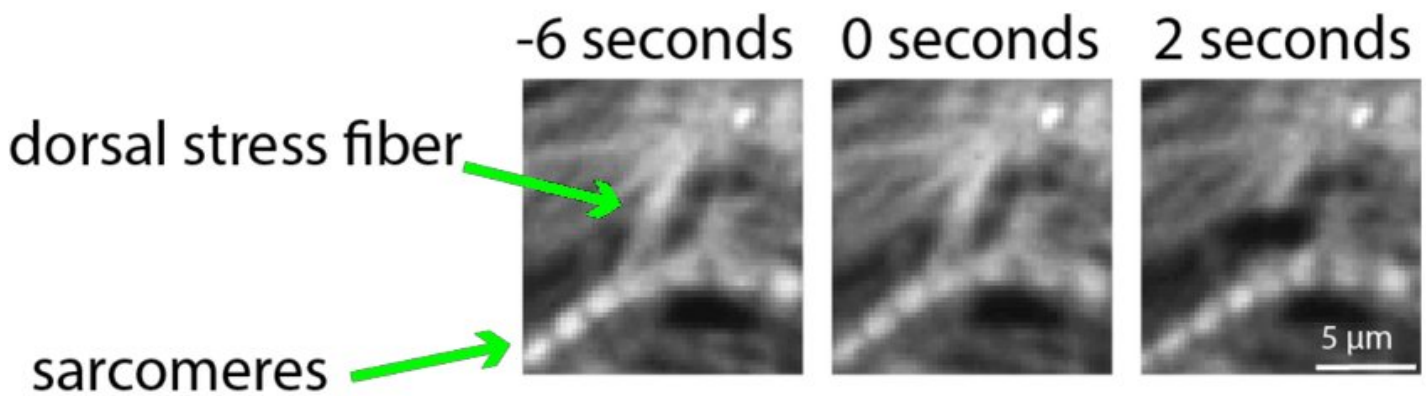 -6 seconds
0 seconds
2 seconds
dorsal stress fiber
5 µm
sarcomeres